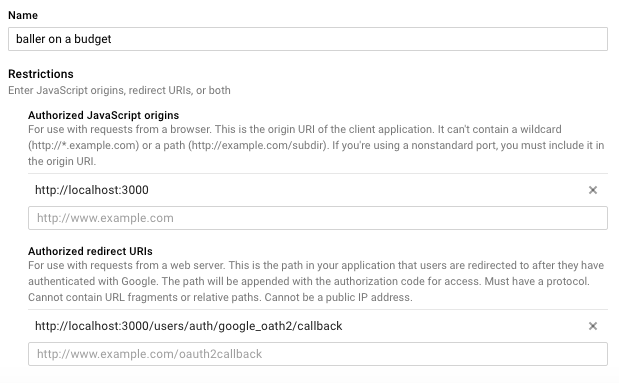 Name
baller on a budget
Restrictions
Enter JavaScript origins, redirect URIs, or both
Authorized JavaScript origins
For use with requests from a browser. This is the origin URI of the client application. It can't contain a wildcard
(http://*.example.com) or a path (http://example.com/subdir). If you're using a nonstandard port, you must include it in
the origin URI.
http://localhost:3000
http://www.example.com
Authorized redirect URIs
For use with requests from a web server. This is the path in your application that users are redirected to after they have
authenticated with Google. The path will be appended with the authorization code for access. Must have a protocol.
Cannot contain URL fragments or relative paths. Cannot be a public IP address.
http://localhost:3000/users/auth/google_oath2/callback
http://www.example.com/oauth2callback